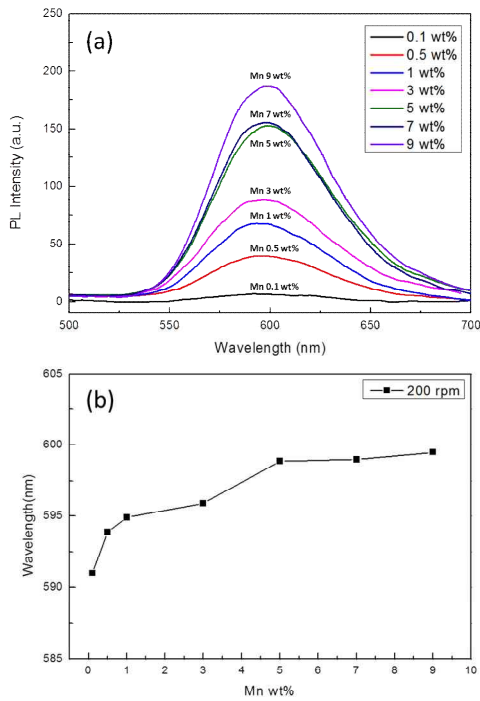 (a)
0.1 wt%
0.5 wt%
1 wt%
3 wt%
5 wt%
7 wt%
9 wt%
Mn 9 wt%
Mn 7 wt%
Mn 5 wt%
Mn 3 wt%
Mn 1 wt%
Mn 0.5 wt%
Mn 0.1 wt%
250
200
150
100
50
0
PL Intensity (a.u.)
500 550 600 650 700
Wavelength (nm)
(b)
200 rpm
605
600
595
590
585
Wavelength(nm)
0 1 2 3 4 5 6 7 8 9 10
Mn wt%